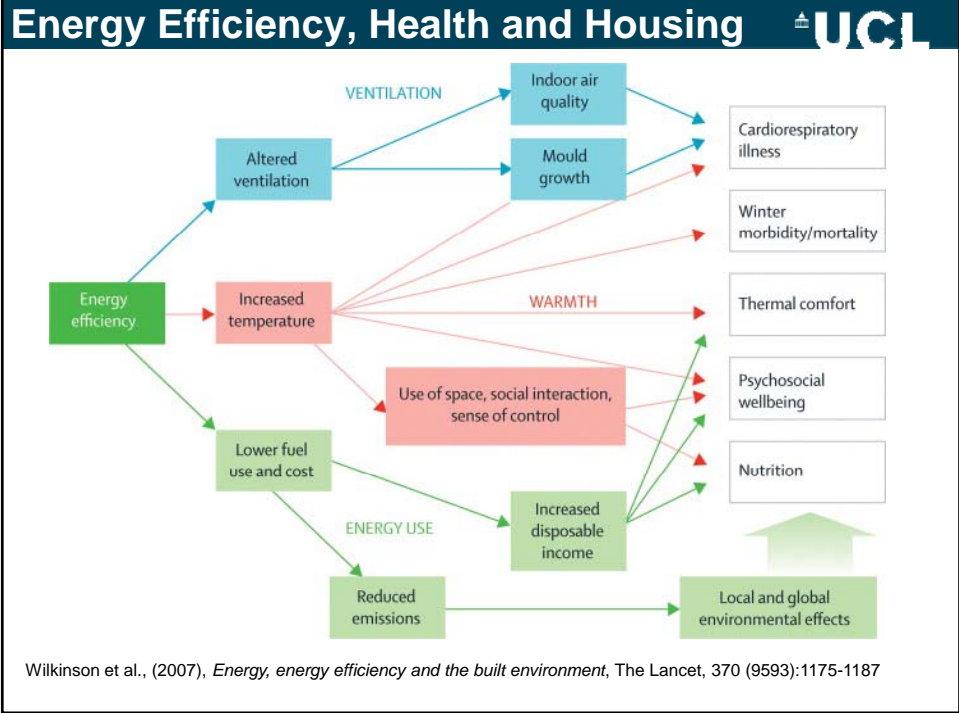 Energy Efficiency, Health and Housing
UCL
VENTILATION
Indoor air
quality
Cardiorespiratory
illness
Altered
ventilation
Mould
growth
Winter
morbidity/mortality
Energy
efficiency
Increased
temperature
WARMTH
Thermal comfort
Use of space, social interaction,
sense of control
Psychosocial
wellbeing
Lower fuel
use and cost
Nutrition
ENERGY USE
Increased
disposable
income
Reduced
emissions
Local and global
environmental effects
Wilkinson et al., (2007), Energy, energy efficiency and the built environment, The Lancet, 370 (9593):1175-1187